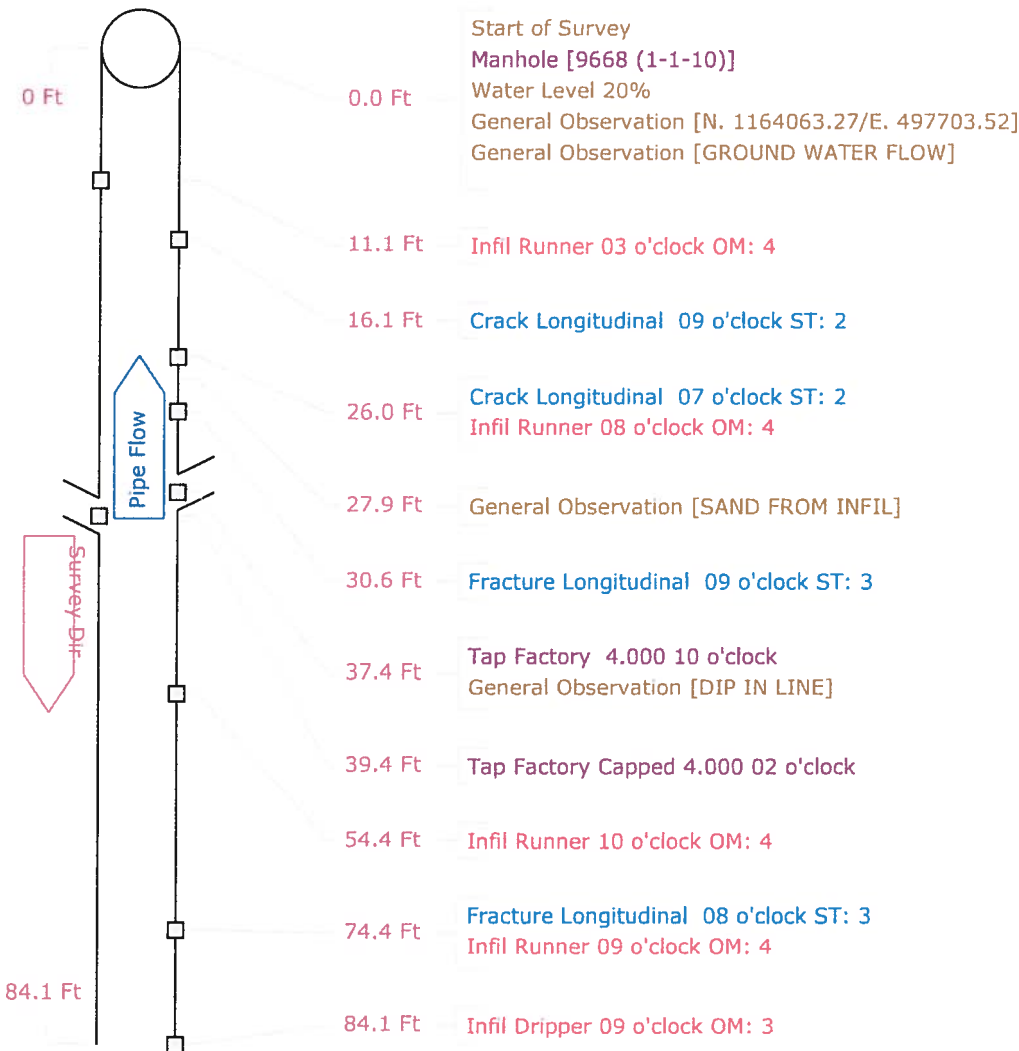 Start of Survey
Manhole [9668 (1-1-10)]
0 Ft
0.0 Ft
Water Level 20%
General Observation [N. 1164063.27/E. 497703.52]
General Observation [GROUND WATER FLOW]
11.1 Ft Infil Runner 03 o'clock OM: 4
16.1 Ft Crack Longitudinal 09 o'clock ST: 2
26.0 Ft Crack Longitudinal 07 o'clock ST: 2
Infil Runner 08 o'clock OM: 4
Pipe Flow
27.9 Ft General Observation [SAND FROM INFIL]
Survey Dir
30.6 Ft Fracture Longitudinal 09 o'clock ST: 3
37.4 Ft Tap Factory 4.000 10 o'clock
General Observation [DIP IN LINE]
39.4 Ft Tap Factory Capped 4.000 02 o'clock
54.4 Ft Infil Runner 10 o'clock OM: 4
74.4 Ft Fracture Longitudinal 08 o'clock ST: 3
Infil Runner 09 o'clock OM: 4
84.1 Ft
84.1 Ft Infil Dripper 09 o'clock OM: 3